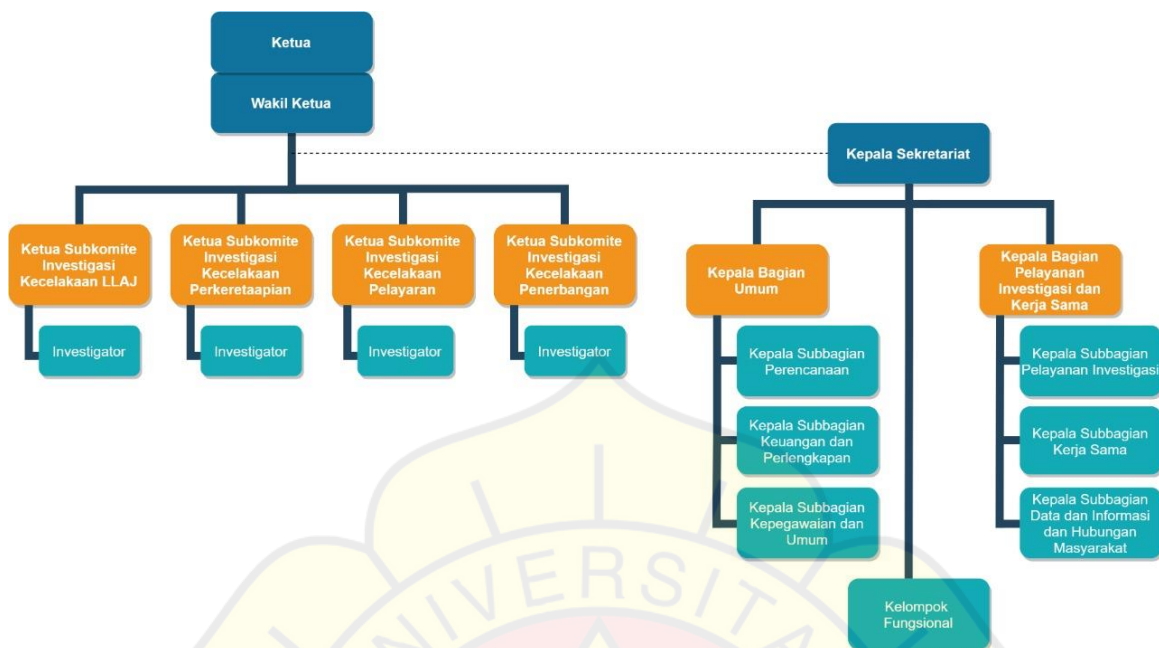 Ketua
Wakil Ketua
Kepala Sekretariat
Ketua Subkomite
Investigasi
Kecelakaan LLAJ
Ketua Subkomite
Investigasi
Kecelakaan
Perkeretaapian
Ketua Subkomite
Investigasi
Kecelakaan
Pelayaran
Ketua Subkomite
Investigasi
Kecelakaan
Penerbangan
Investigator
Investigator
Investigator
Investigator
Kepala Bagian
Umum
Kepala Bagian
Pelayanan
Investigasi dan
Kerja Sama
Kepala Subbagian
Perencanaan
Kepala Subbagian
Keuangan dan
Perlengkapan
Kepala Subbagian
Kepegawaian dan
Umum
Kepala Subbagian
Pelayanan Investigasi
Kepala Subbagian
Kerja Sama
Kepala Subbagian
Data dan Informasi
dan Hubungan
Masyarakat
Kelompok
Fungsional
UNIVERSITA